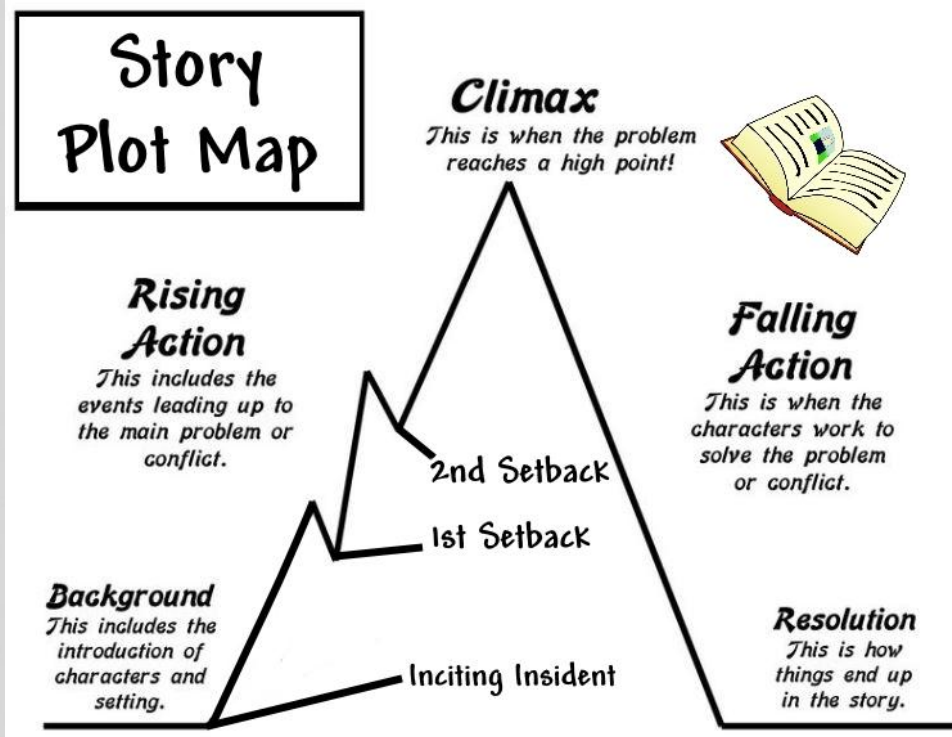 Story
Plot Map
Climax
This is when the problem
reaches a high point!
Rising
Action
This includes the
events leading up to
the main problem or
conflict.
Falling
Action
This is when the
characters work to
solve the problem
or conflict.
2nd Setback
1st Setback
Background
This includes the
introduction of
characters and
setting.
Inciting Insident
Resolution
This is how
things end up
in the story.